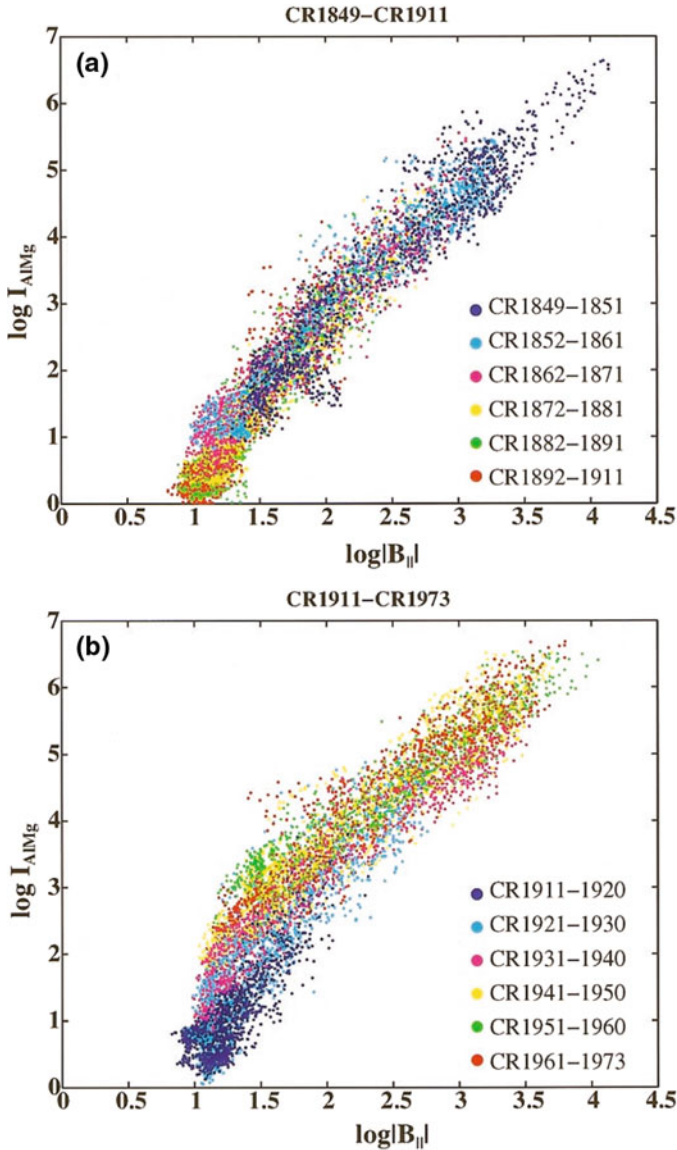 CR1849–CR1911
(a)
7
6
5
4
3
2
1
0
log I_AlMg
CR1849–1851
CR1852–1861
CR1862–1871
CR1872–1881
CR1882–1891
CR1892–1911
0 0.5 1 1.5 2 2.5 3 3.5 4 4.5
log|B_||
CR1911–CR1973
(b)
7
6
5
4
3
2
1
0
log I_AlMg
CR1911–1920
CR1921–1930
CR1931–1940
CR1941–1950
CR1951–1960
CR1961–1973
0 0.5 1 1.5 2 2.5 3 3.5 4 4.5
log|B_||